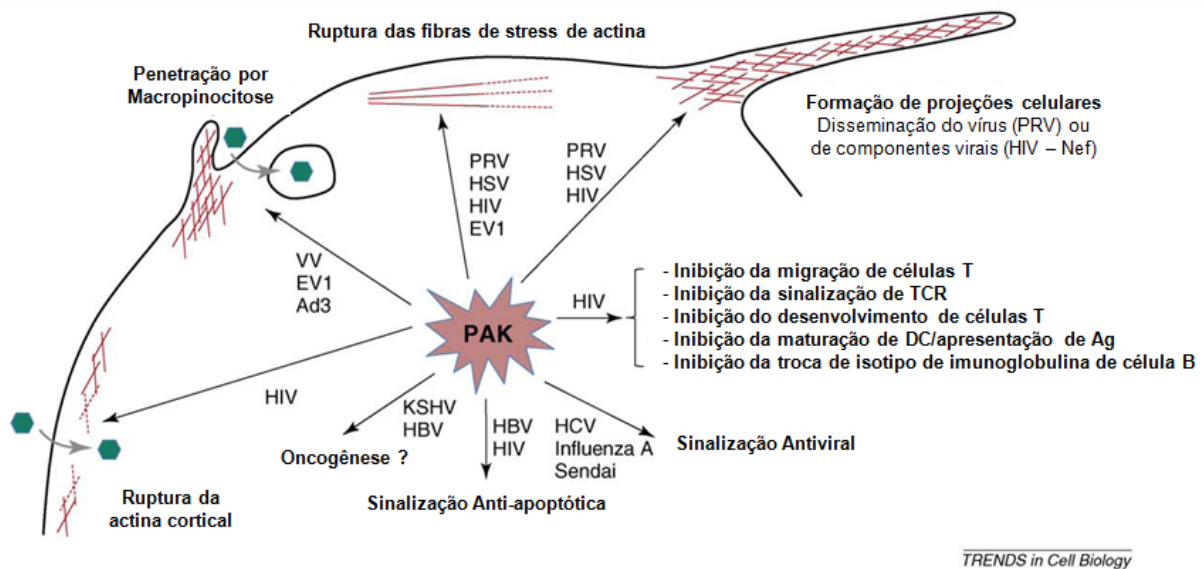 Ruptura das fibras de stress de actina
Penetração por
Macropinocitose
Formação de projeções celulares
Disseminação do vírus (PRV) ou
de componentes virais (HIV – Nef)
PRV
HSV
HIV
EV1
PRV
HSV
HIV
VV
EV1
Ad3
PAK
HIV
- Inibição da migração de células T
- Inibição da sinalização de TCR
- Inibição do desenvolvimento de células T
- Inibição da maturação de DC/apresentação de Ag
- Inibição da troca de isotipo de imunoglobulina de célula B
HIV
KSHV
HBV
HBV
HIV
HCV
Influenza A
Sendai
Oncogênese ?
Sinalização Antiviral
Sinalização Anti-apoptótica
Ruptura da
actina cortical
TRENDS in Cell Biology